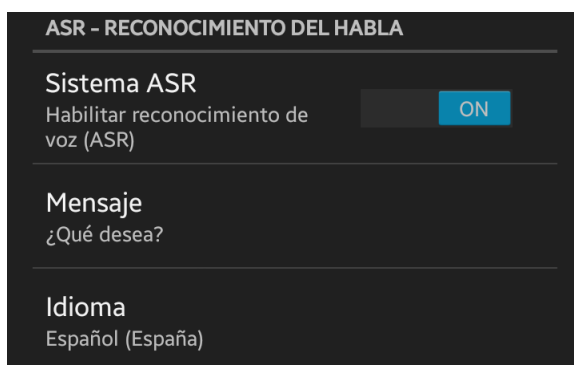 ASR – RECONOCIMIENTO DEL HABLA
Sistema ASR
Habilitar reconocimiento de
voz (ASR)
ON
Mensaje
¿Qué desea?
Idioma
Español (España)